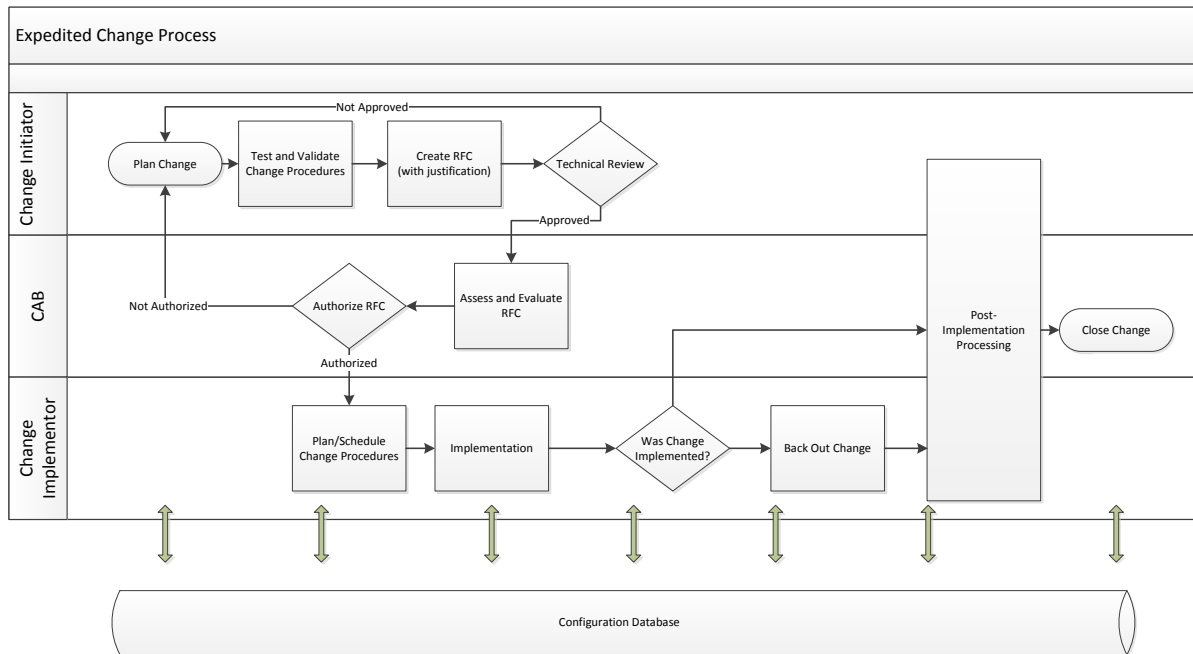 Expedited Change Process
Change Initiator
Not Approved
Plan Change
Test and Validate
Change Procedures
Create RFC
(with justification)
Technical Review
Approved
CAB
Not Authorized
Authorize RFC
Assess and Evaluate
RFC
Authorized
Post-
Implementation
Processing
Close Change
Change
Implementor
Plan/Schedule
Change Procedures
Implementation
Was Change
Implemented?
Back Out Change
Configuration Database